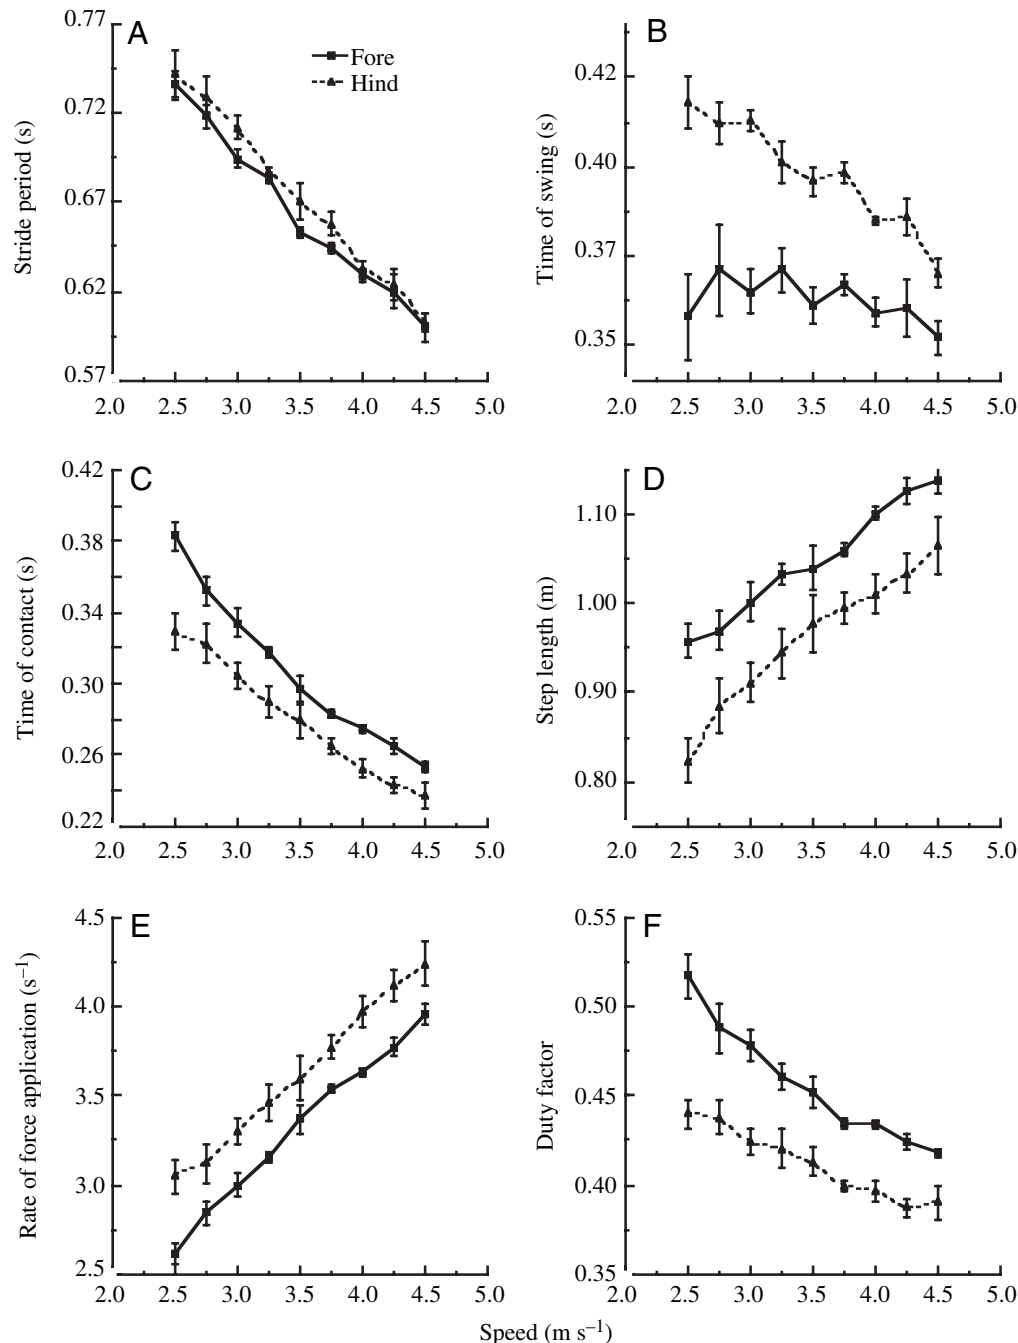 A
Fore
Hind
Stride period (s)
0.77
0.72
0.67
0.62
0.57
2.0 2.5 3.0 3.5 4.0 4.5 5.0
B
Time of swing (s)
0.42
0.40
0.37
0.35
2.0 2.5 3.0 3.5 4.0 4.5 5.0
C
Time of contact (s)
0.42
0.38
0.34
0.30
0.26
0.22
2.0 2.5 3.0 3.5 4.0 4.5 5.0
D
Step length (m)
1.10
1.00
0.90
0.80
2.0 2.5 3.0 3.5 4.0 4.5 5.0
E
Rate of force application (s⁻¹)
4.5
4.0
3.5
3.0
2.5
2.0 2.5 3.0 3.5 4.0 4.5 5.0
F
Duty factor
0.55
0.50
0.45
0.40
0.35
2.0 2.5 3.0 3.5 4.0 4.5 5.0
Speed (m s⁻¹)